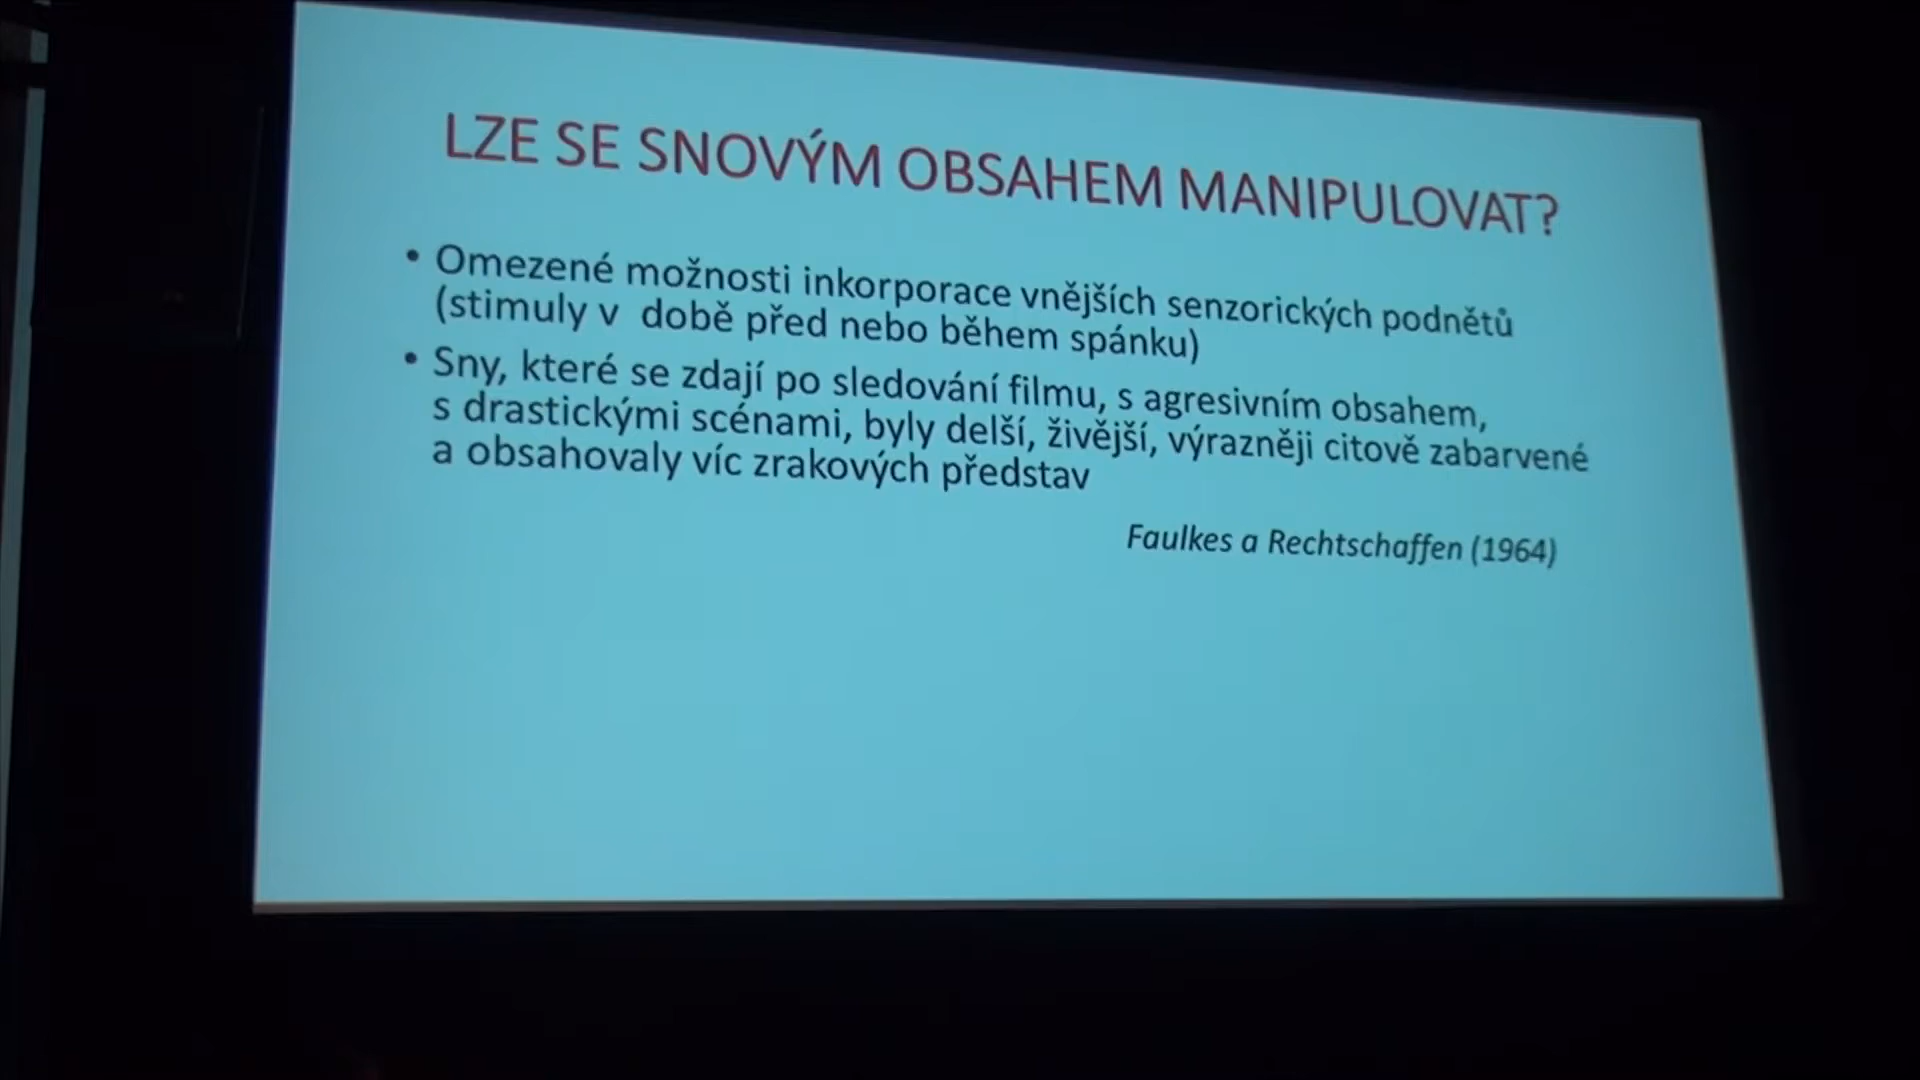 LZE SE SNOVÝM OBSAHEM MANIPULOVAT?
• Omezené možnosti inkorporace vnějších senzorických podnětů
(stimuly v době před nebo během spánku)
• Sny, které se zdají po sledování filmu, s agresivním obsahem,
s drastickými scénami, byly delší, živější, výrazněji citově zabarvené
a obsahovaly víc zrakových představ
Faulkes a Rechtschaffen (1964)